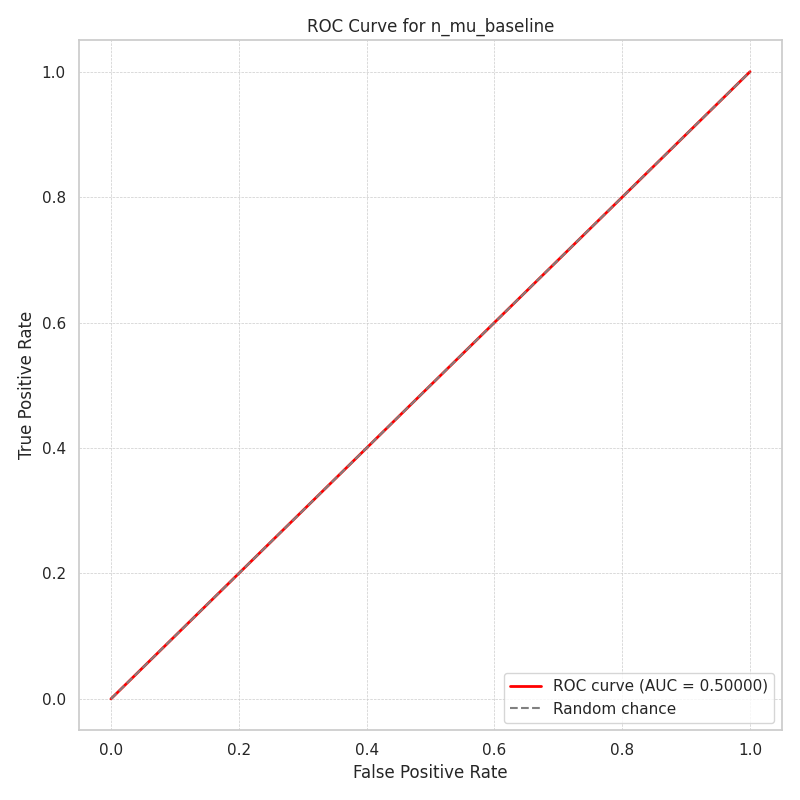 ROC Curve for n_mu_baseline
True Positive Rate
1.0
0.8
0.6
0.4
0.2
0.0
ROC curve (AUC = 0.50000)
Random chance
0.0 0.2 0.4 0.6 0.8 1.0
False Positive Rate